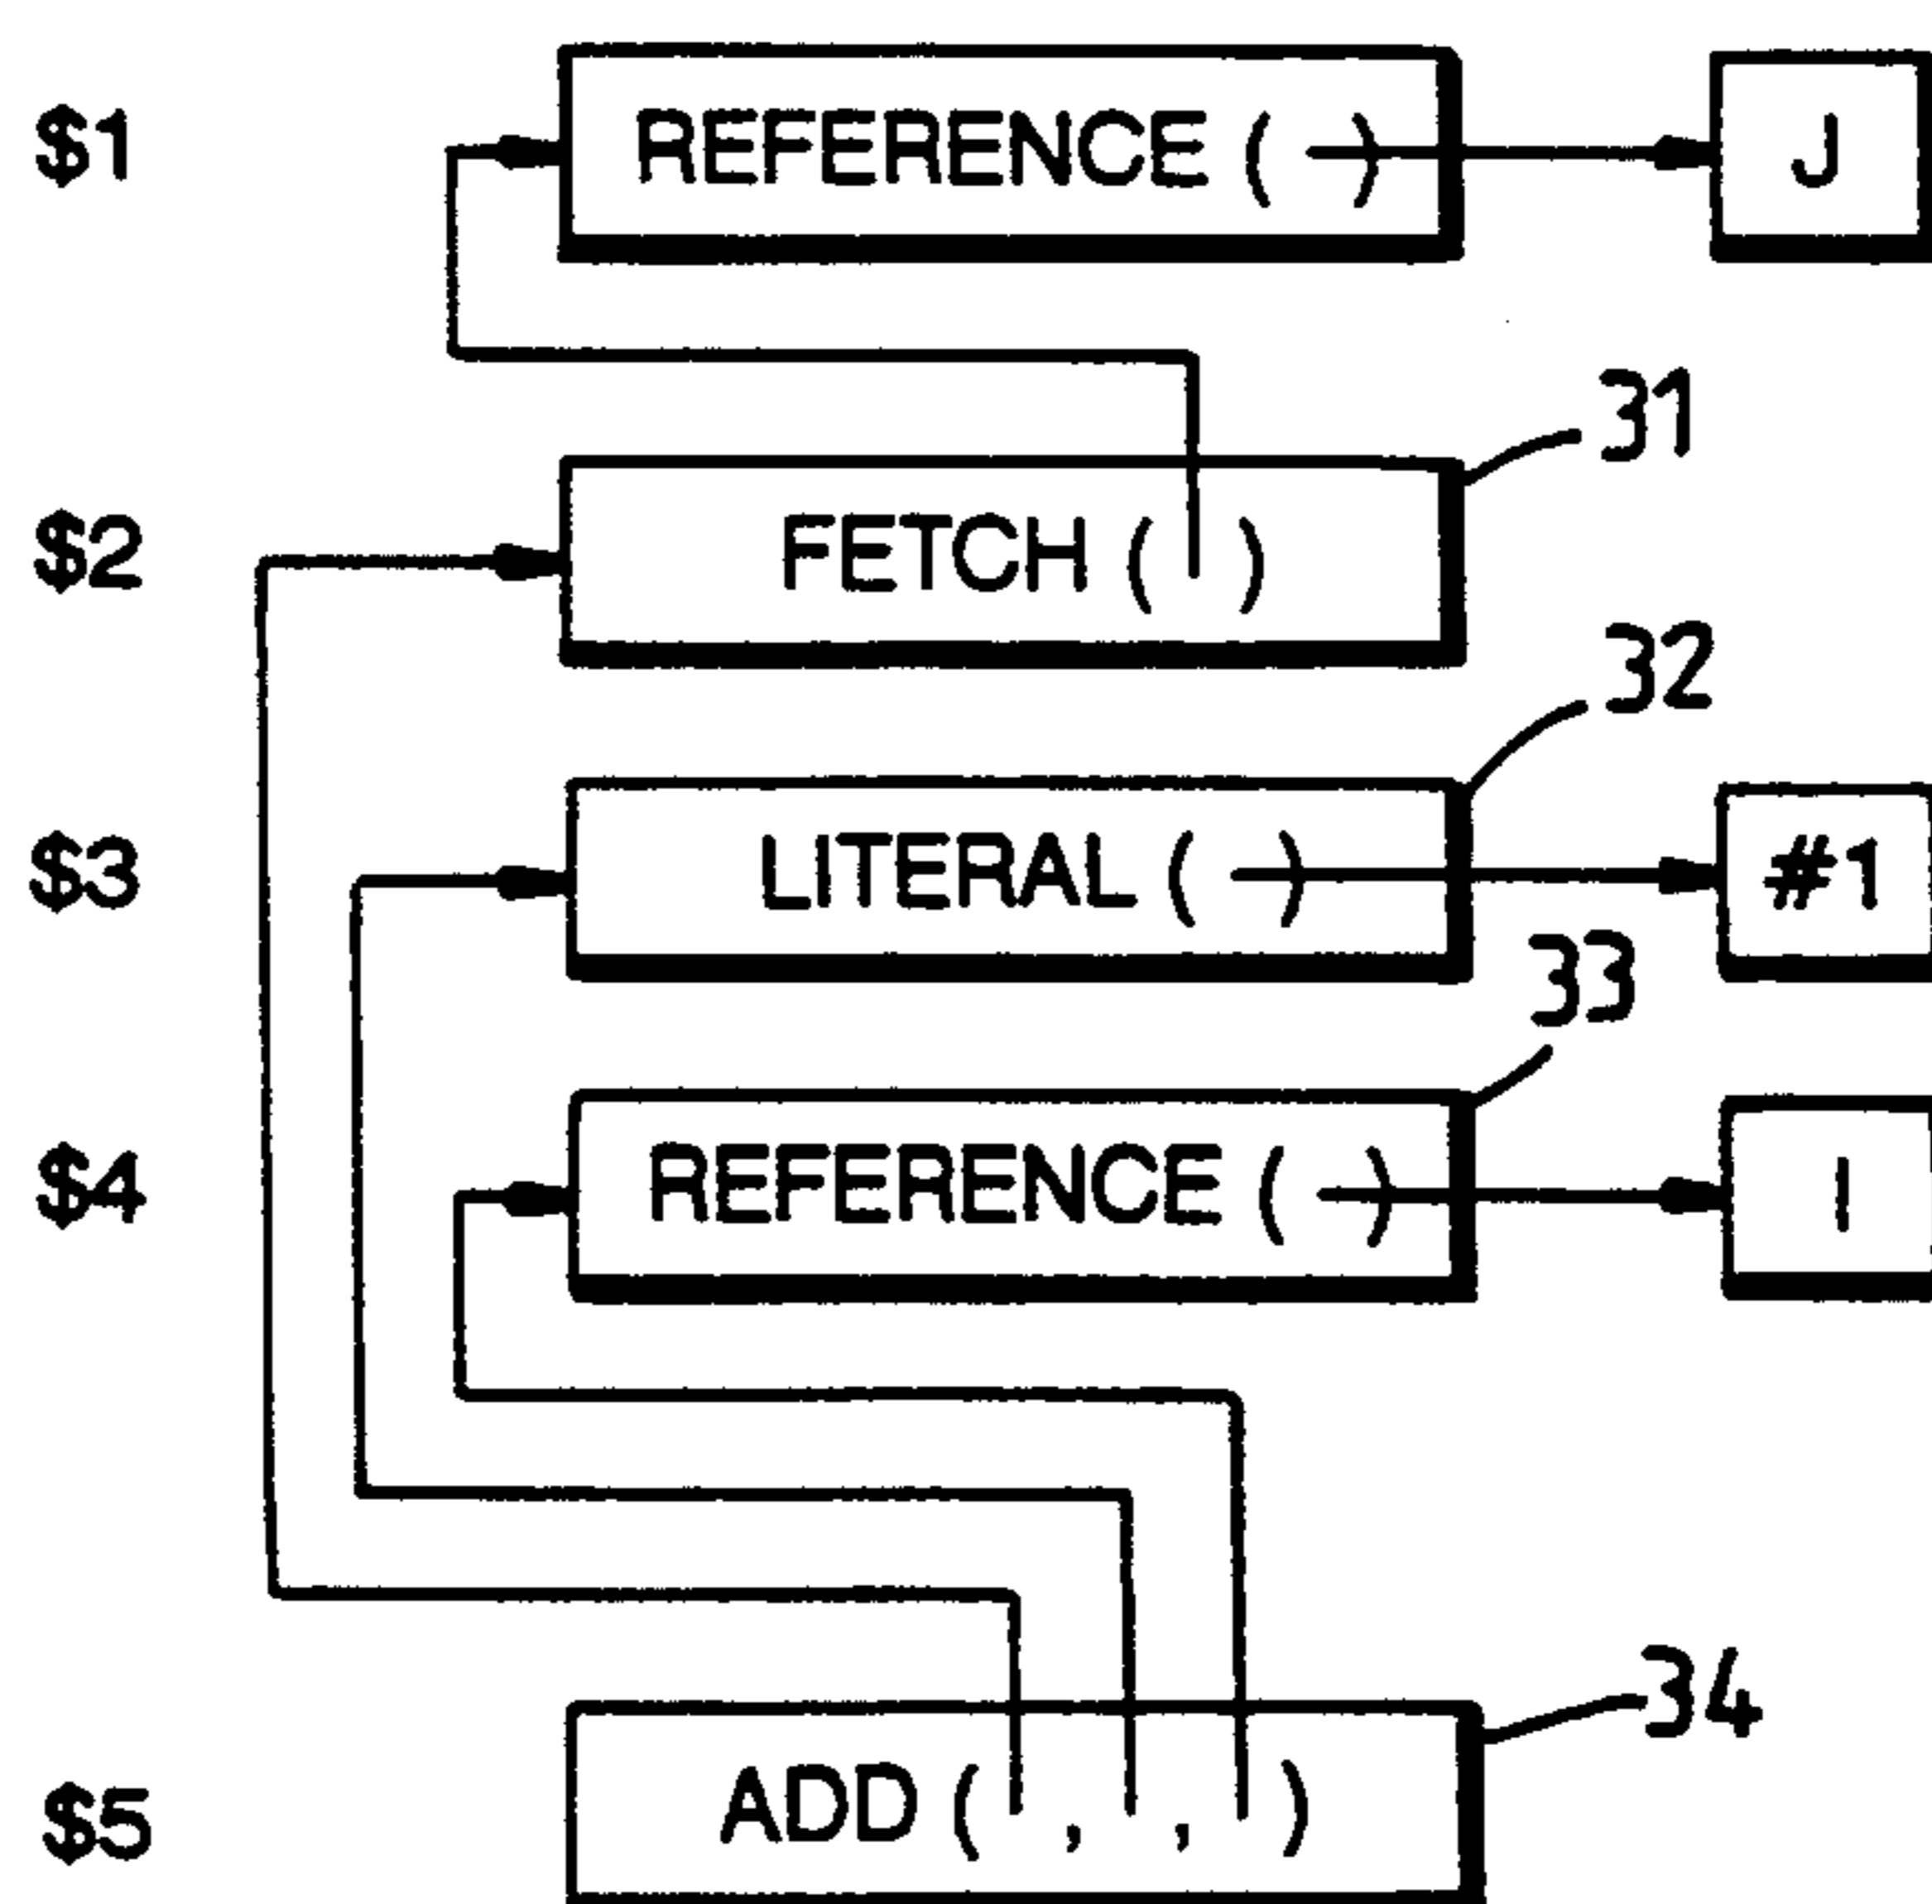 $1 REFERENCE ( ) J
31
$2 FETCH ( )
32
$3 LITERAL ( ) #1
33
$4 REFERENCE ( ) I
34
$5 ADD ( , , )